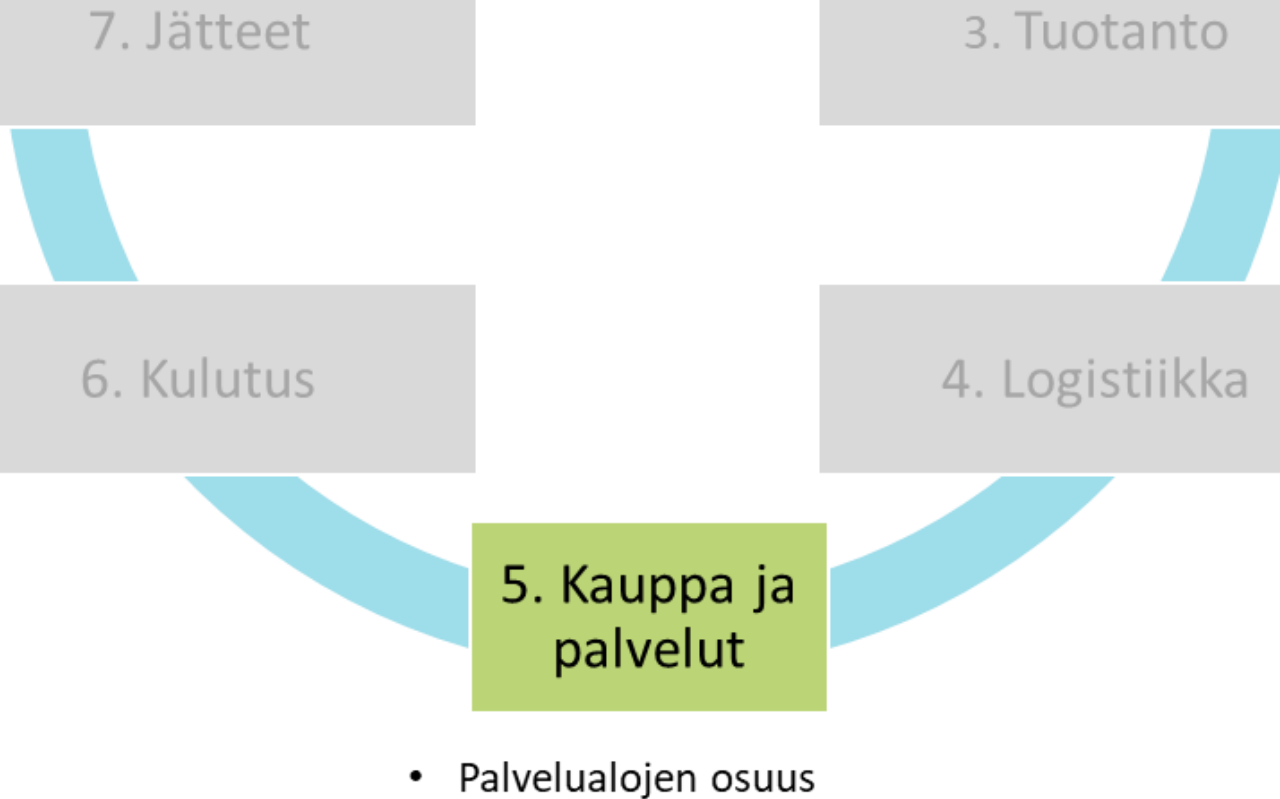 7. Jätteet
3. Tuotanto
6. Kulutus
4. Logistiikka
5. Kauppa ja
palvelut
• Palvelualojen osuus